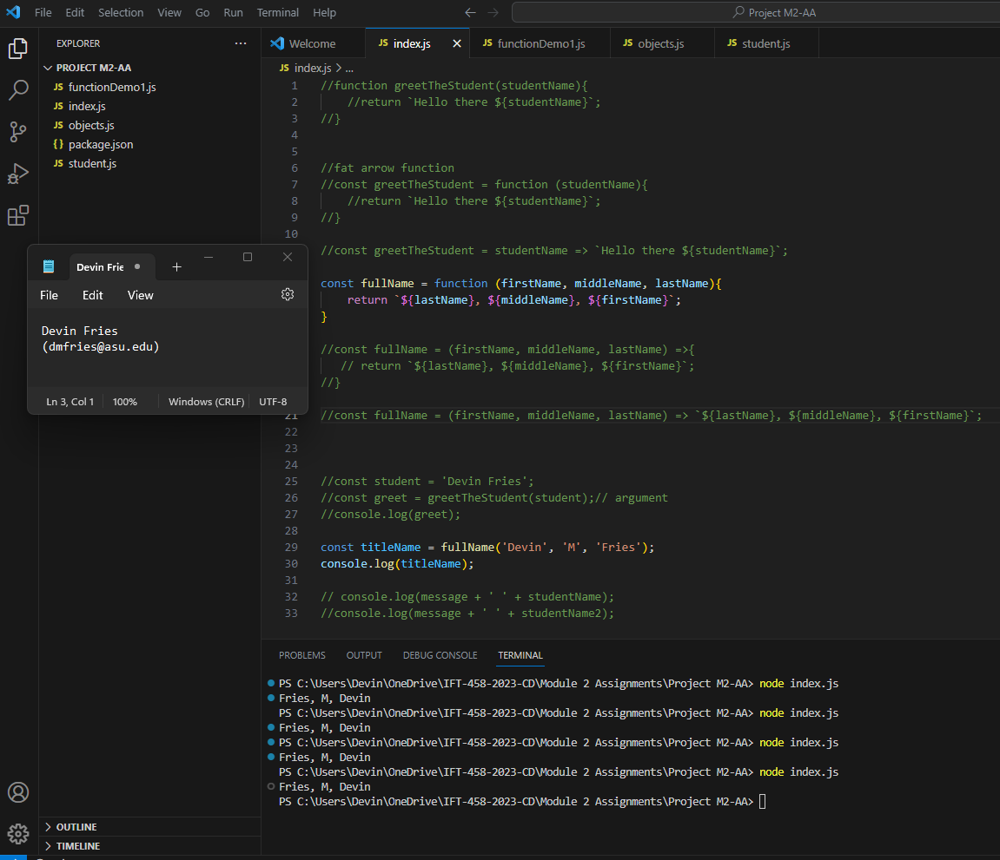 File Edit Selection View Go Run Terminal Help
Project M2-AA
EXPLORER
PROJECT M2-AA
JS functionDemo1.js
JS index.js
JS objects.js
{} package.json
JS student.js
OUTLINE
TIMELINE
Welcome
JS index.js
JS functionDemo1.js
JS objects.js
JS student.js
JS index.js > ...
1 //function greetTheStudent(studentName){
2 //return `Hello there ${studentName}`;
3 //}
4
5
6 //fat arrow function
7 //const greetTheStudent = function (studentName){
8 //return `Hello there ${studentName}`;
9 //}
10
//const greetTheStudent = studentName => `Hello there ${studentName}`;
const fullName = function (firstName, middleName, lastName){
return `${lastName}, ${middleName}, ${firstName}`;
}
//const fullName = (firstName, middleName, lastName) =>{
// return `${lastName}, ${middleName}, ${firstName}`;
//}
21 //const fullName = (firstName, middleName, lastName) => `${lastName}, ${middleName}, ${firstName}`;
22
23
24
25 //const student = 'Devin Fries';
26 //const greet = greetTheStudent(student);// argument
27 //console.log(greet);
28
29 const titleName = fullName('Devin', 'M', 'Fries');
30 console.log(titleName);
31
32 // console.log(message + ' ' + studentName);
33 //console.log(message + ' ' + studentName2);
Devin Frie
File Edit View
Devin Fries
(dmfries@asu.edu)
Ln 3, Col 1 100% Windows (CRLF) UTF-8
PROBLEMS OUTPUT DEBUG CONSOLE TERMINAL
PS C:\Users\Devin\OneDrive\IFT-458-2023-CD\Module 2 Assignments\Project M2-AA> node index.js
Fries, M, Devin
PS C:\Users\Devin\OneDrive\IFT-458-2023-CD\Module 2 Assignments\Project M2-AA> node index.js
Fries, M, Devin
PS C:\Users\Devin\OneDrive\IFT-458-2023-CD\Module 2 Assignments\Project M2-AA> node index.js
Fries, M, Devin
PS C:\Users\Devin\OneDrive\IFT-458-2023-CD\Module 2 Assignments\Project M2-AA> node index.js
Fries, M, Devin
PS C:\Users\Devin\OneDrive\IFT-458-2023-CD\Module 2 Assignments\Project M2-AA>